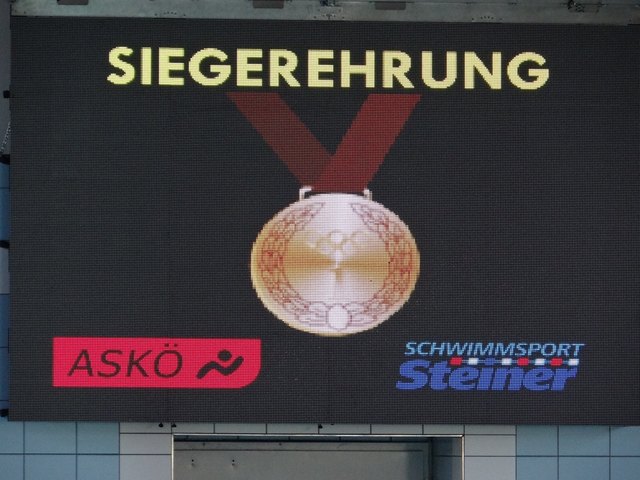 SIEGEREHRUNG
ASKÖ
SCHWIMMSPORT
Steiner